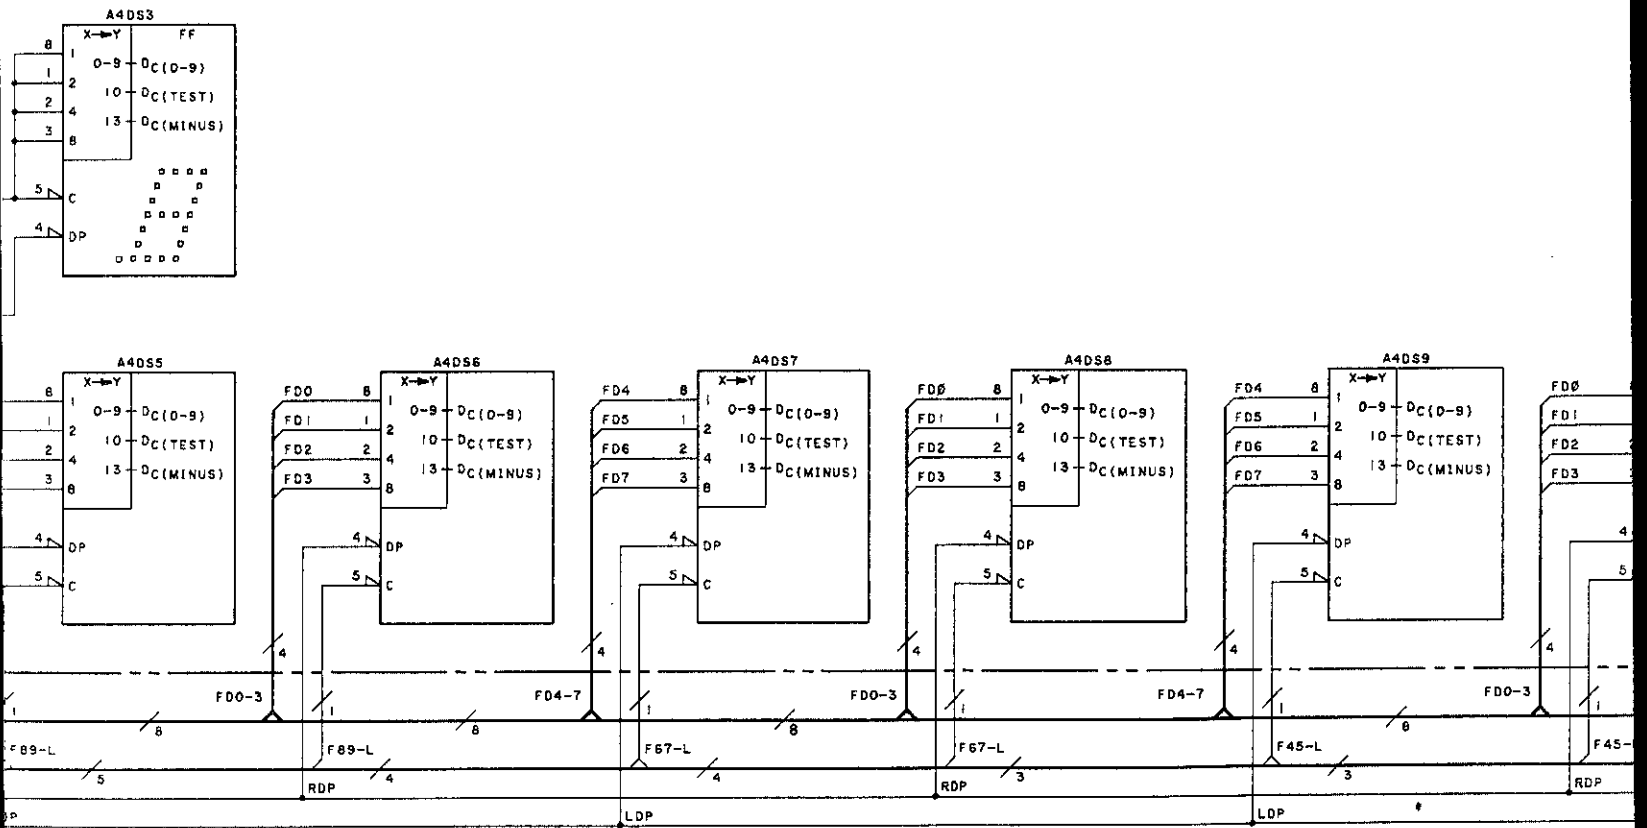 A4DS3
X→Y FF
8 1
0-9 DC(0-9)
1 2
10 DC(TEST)
2 4
13 DC(MINUS)
3 8
5 C
4 DP
A4DS5
X→Y
8 1
0-9 DC(0-9)
1 2
10 DC(TEST)
2 4
13 DC(MINUS)
3 8
4 DP
5 C
A4DS6
X→Y
FD0 8 1
0-9 DC(0-9)
FD1 1 2
10 DC(TEST)
FD2 2 4
13 DC(MINUS)
FD3 3 8
4 DP
5 C
A4DS7
X→Y
FD4 8 1
0-9 DC(0-9)
FD5 1 2
10 DC(TEST)
FD6 2 4
13 DC(MINUS)
FD7 3 8
4 DP
5 C
A4DS8
X→Y
FDØ 8 1
0-9 DC(0-9)
FD1 1 2
10 DC(TEST)
FD2 2 4
13 DC(MINUS)
FD3 3 8
4 DP
5 C
A4DS9
X→Y
FD4 8 1
0-9 DC(0-9)
FD5 1 2
10 DC(TEST)
FD6 2 4
13 DC(MINUS)
FD7 3 8
4 DP
5 C
FDØ
FD1
FD2
FD3
4
5
4 4 4 4 4
FD0-3 FD4-7 FD0-3 FD4-7 FD0-3
1 1 1 1 1 1
8 8 8 8
F89-L F89-L F67-L F67-L F45-L F45-
5 4 4 3 3
RDP RDP RDP
LDP LDP